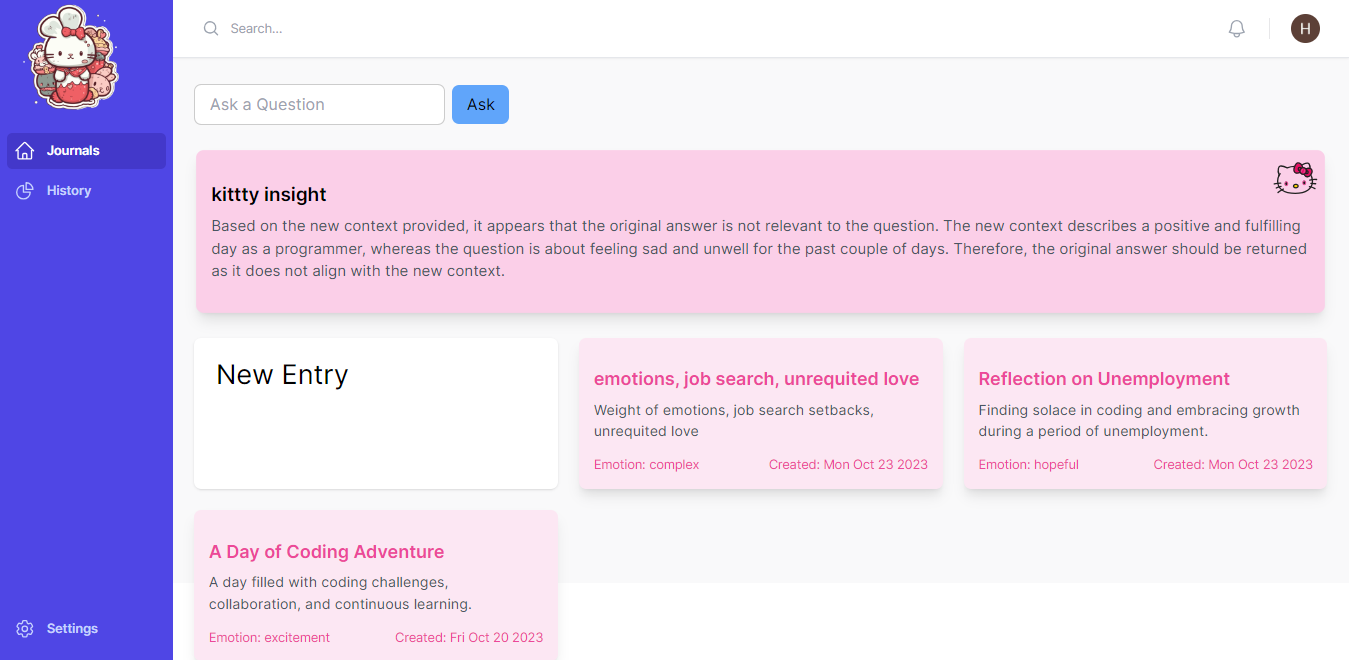 Search...
H
Ask a Question
Ask
Journals
History
kittty insight
Based on the new context provided, it appears that the original answer is not relevant to the question. The new context describes a positive and fulfilling
day as a programmer, whereas the question is about feeling sad and unwell for the past couple of days. Therefore, the original answer should be returned
as it does not align with the new context.
New Entry
emotions, job search, unrequited love
Weight of emotions, job search setbacks,
unrequited love
Emotion: complex
Created: Mon Oct 23 2023
Reflection on Unemployment
Finding solace in coding and embracing growth
during a period of unemployment.
Emotion: hopeful
Created: Mon Oct 23 2023
A Day of Coding Adventure
A day filled with coding challenges,
collaboration, and continuous learning.
Emotion: excitement
Created: Fri Oct 20 2023
Settings